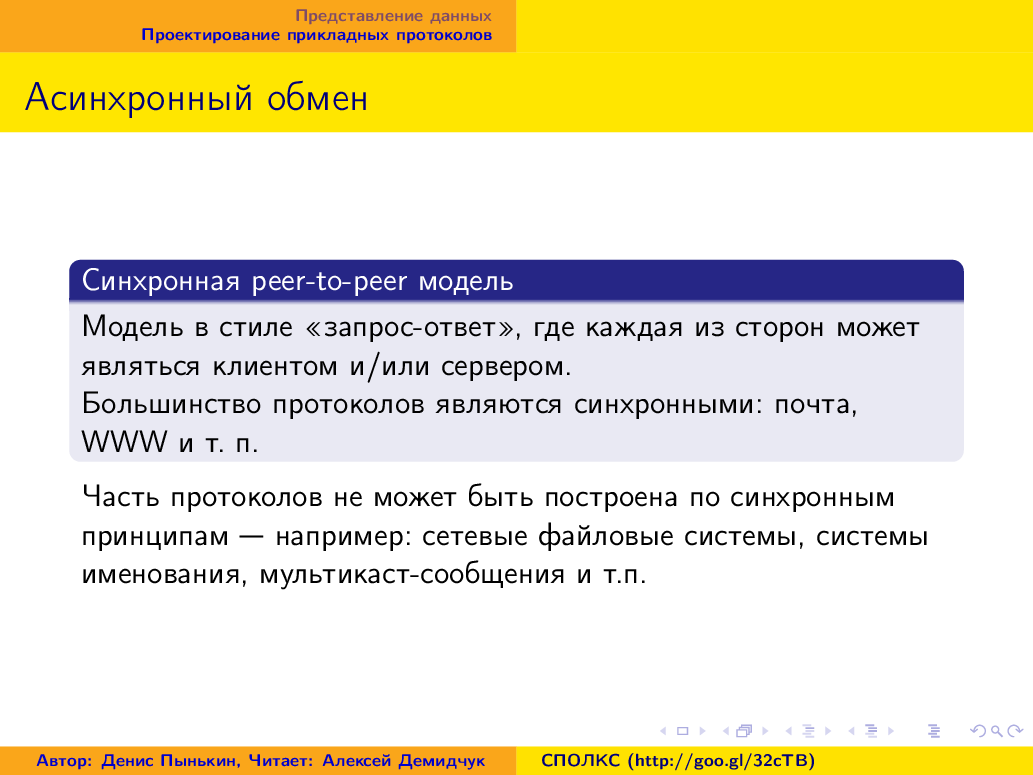 Представление данных
Проектирование прикладных протоколов
Асинхронный обмен
Синхронная peer-to-peer модель
Модель в стиле «запрос-ответ», где каждая из сторон может
являться клиентом и/или сервером.
Большинство протоколов являются синхронными: почта,
WWW и т. п.
Часть протоколов не может быть построена по синхронным
принципам — например: сетевые файловые системы, системы
именования, мультикаст-сообщения и т.п.
Автор: Денис Пынькин, Читает: Алексей Демидчук
СПОЛКС (http://goo.gl/32cTB)